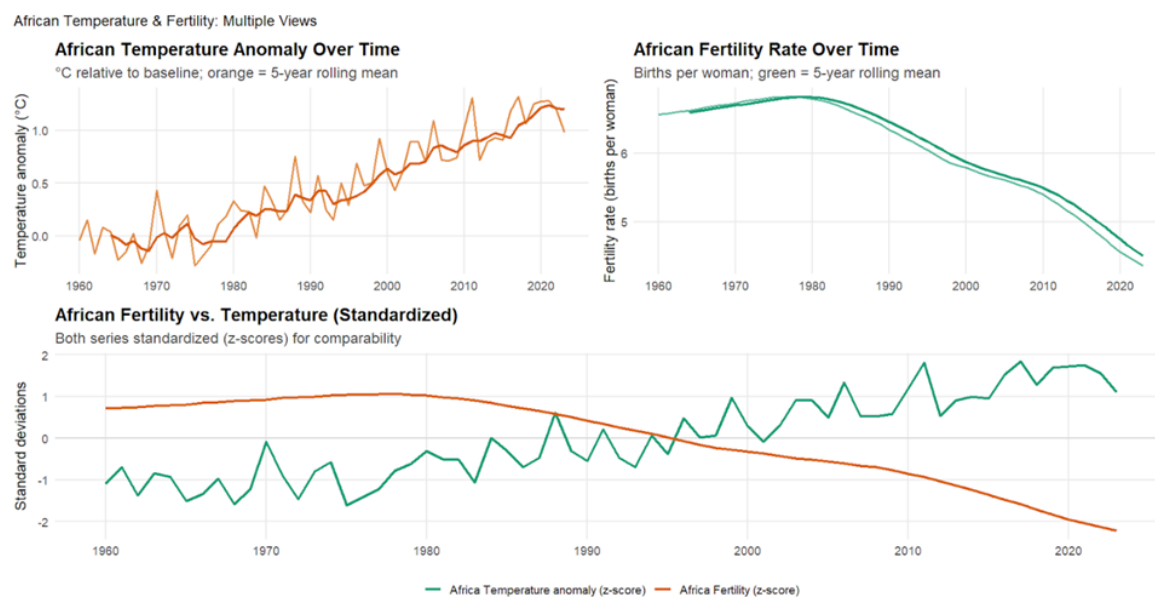 African Temperature & Fertility: Multiple Views
African Temperature Anomaly Over Time
°C relative to baseline; orange = 5-year rolling mean
Temperature anomaly (°C)
1.0
0.5
0.0
1960 1970 1980 1990 2000 2010 2020
African Fertility Rate Over Time
Births per woman; green = 5-year rolling mean
Fertility rate (births per woman)
6
5
1960 1970 1980 1990 2000 2010 2020
African Fertility vs. Temperature (Standardized)
Both series standardized (z-scores) for comparability
Standard deviations
2
1
0
-1
-2
1960 1970 1980 1990 2000 2010 2020
Africa Temperature anomaly (z-score) Africa Fertility (z-score)